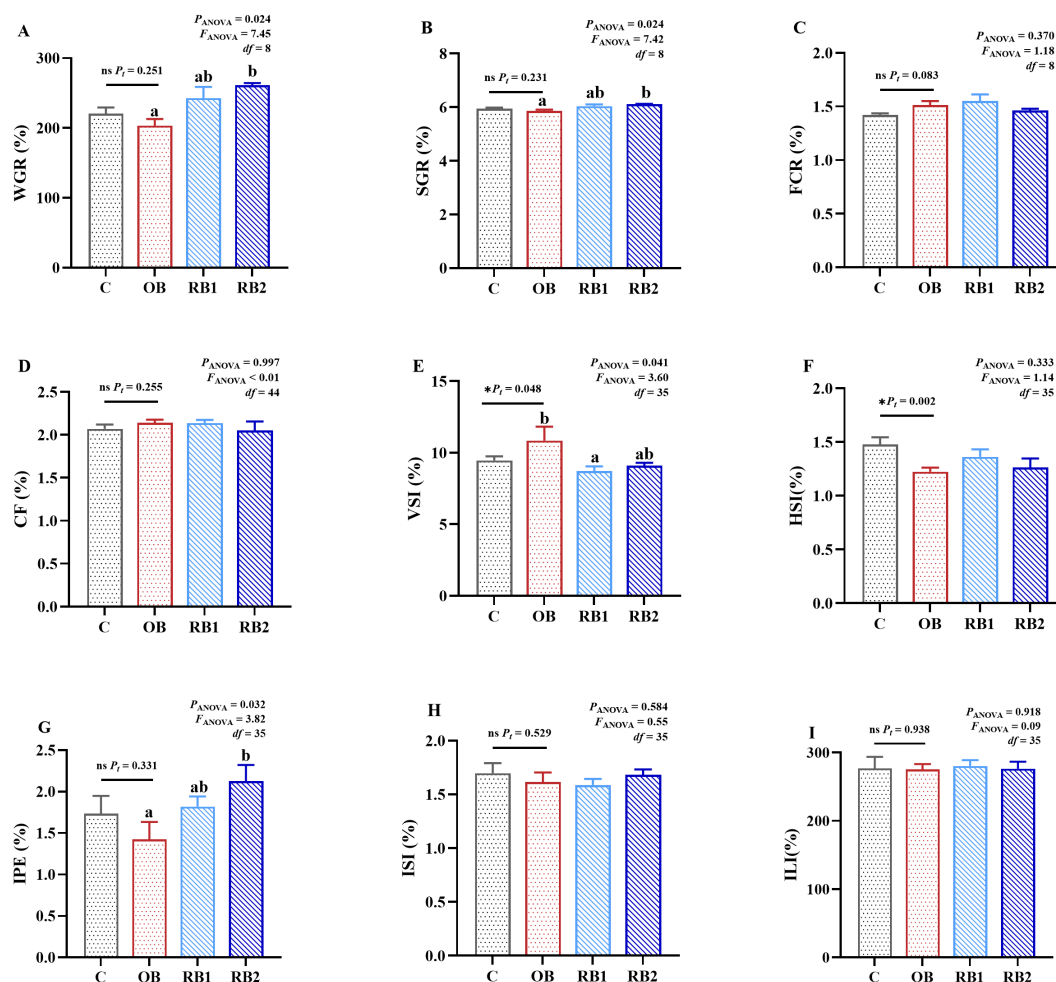 A
P_ANOVA = 0.024
F_ANOVA = 7.45
df = 8
ns P_t = 0.251
a
ab
b
WGR (%)
300
200
100
0
C OB RB1 RB2
B
P_ANOVA = 0.024
F_ANOVA = 7.42
df = 8
ns P_t = 0.231
a
ab
b
SGR (%)
8
6
4
2
0
C OB RB1 RB2
C
P_ANOVA = 0.370
F_ANOVA = 1.18
df = 8
ns P_t = 0.083
FCR (%)
2.0
1.5
1.0
0.5
0.0
C OB RB1 RB2
D
P_ANOVA = 0.997
F_ANOVA < 0.01
df = 44
ns P_t = 0.255
CF (%)
2.5
2.0
1.5
1.0
0.5
0.0
C OB RB1 RB2
E
P_ANOVA = 0.041
F_ANOVA = 3.60
df = 35
*P_t = 0.048
b
a
ab
VSI (%)
15
10
5
0
C OB RB1 RB2
F
P_ANOVA = 0.333
F_ANOVA = 1.14
df = 35
*P_t = 0.002
HSI(%)
2.0
1.5
1.0
0.5
0.0
C OB RB1 RB2
G
P_ANOVA = 0.032
F_ANOVA = 3.82
df = 35
ns P_t = 0.331
a
ab
b
IPE (%)
2.5
2.0
1.5
1.0
0.5
0.0
C OB RB1 RB2
H
P_ANOVA = 0.584
F_ANOVA = 0.55
df = 35
ns P_t = 0.529
ISI (%)
2.0
1.5
1.0
0.5
0.0
C OB RB1 RB2
I
P_ANOVA = 0.918
F_ANOVA = 0.09
df = 35
ns P_t = 0.938
ILI(%)
300
200
100
0
C OB RB1 RB2